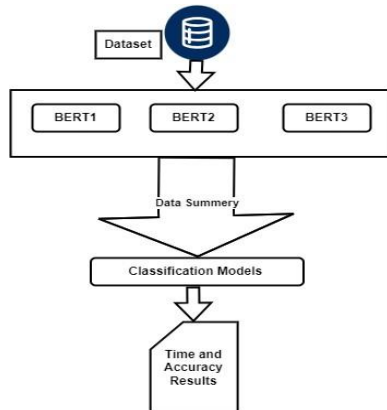 Dataset
BERT1 BERT2 BERT3
Data Summery
Classification Models
Time and
Accuracy
Results